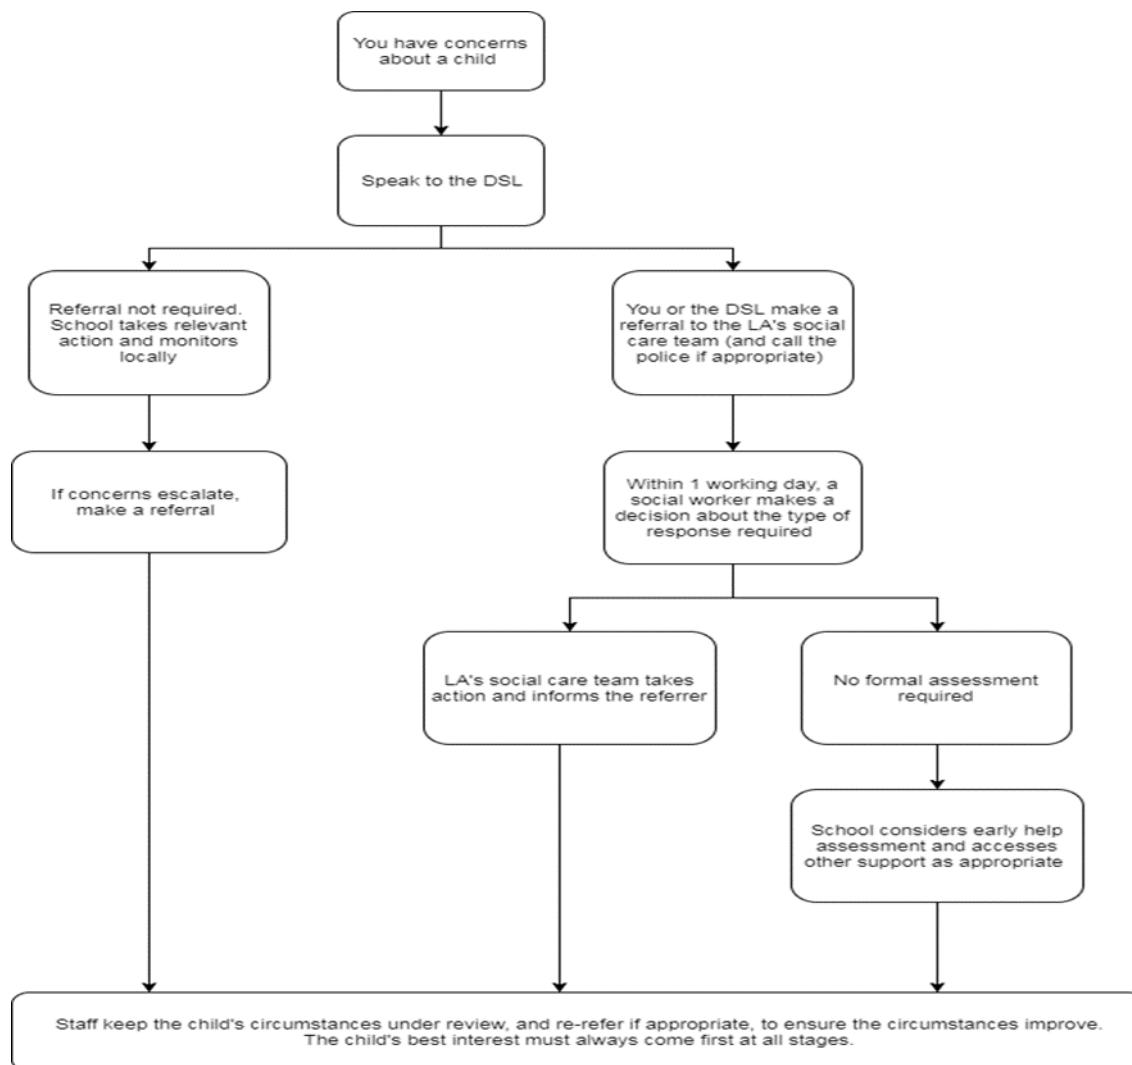 You have concerns
about a child
Speak to the DSL
Referral not required.
School takes relevant
action and monitors
locally
You or the DSL make a
referral to the LA's social
care team (and call the
police if appropriate)
If concerns escalate,
make a referral
Within 1 working day, a
social worker makes a
decision about the type of
response required
LA's social care team takes
action and informs the referrer
No formal assessment
required
School considers early help
assessment and accesses
other support as appropriate
Staff keep the child's circumstances under review, and re-refer if appropriate, to ensure the circumstances improve.
The child's best interest must always come first at all stages.